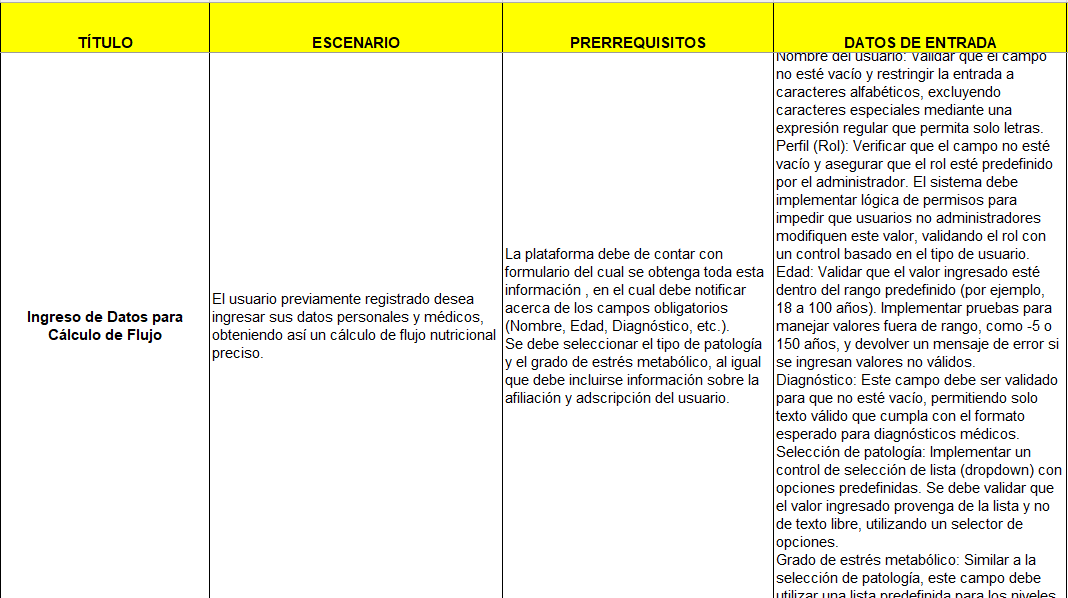 TÍTULO
ESCENARIO
PRERREQUISITOS
DATOS DE ENTRADA
Ingreso de Datos para
Cálculo de Flujo
El usuario previamente registrado desea
ingresar sus datos personales y médicos,
obteniendo así un cálculo de flujo nutricional
preciso.
La plataforma debe de contar con
formulario del cual se obtenga toda esta
información , en el cual debe notificar
acerca de los campos obligatorios
(Nombre, Edad, Diagnóstico, etc.).
Se debe seleccionar el tipo de patología
y el grado de estrés metabólico, al igual
que debe incluirse información sobre la
afiliación y adscripción del usuario.
Nombre del usuario: Validar que el campo
no esté vacío y restringir la entrada a
caracteres alfabéticos, excluyendo
caracteres especiales mediante una
expresión regular que permita solo letras.
Perfil (Rol): Verificar que el campo no esté
vacío y asegurar que el rol esté predefinido
por el administrador. El sistema debe
implementar lógica de permisos para
impedir que usuarios no administradores
modifiquen este valor, validando el rol con
un control basado en el tipo de usuario.
Edad: Validar que el valor ingresado esté
dentro del rango predefinido (por ejemplo,
18 a 100 años). Implementar pruebas para
manejar valores fuera de rango, como -5 o
150 años, y devolver un mensaje de error si
se ingresan valores no válidos.
Diagnóstico: Este campo debe ser validado
para que no esté vacío, permitiendo solo
texto válido que cumpla con el formato
esperado para diagnósticos médicos.
Selección de patología: Implementar un
control de selección de lista (dropdown) con
opciones predefinidas. Se debe validar que
el valor ingresado provenga de la lista y no
de texto libre, utilizando un selector de
opciones.
Grado de estrés metabólico: Similar a la
selección de patología, este campo debe
utilizar una lista predefinida para los niveles